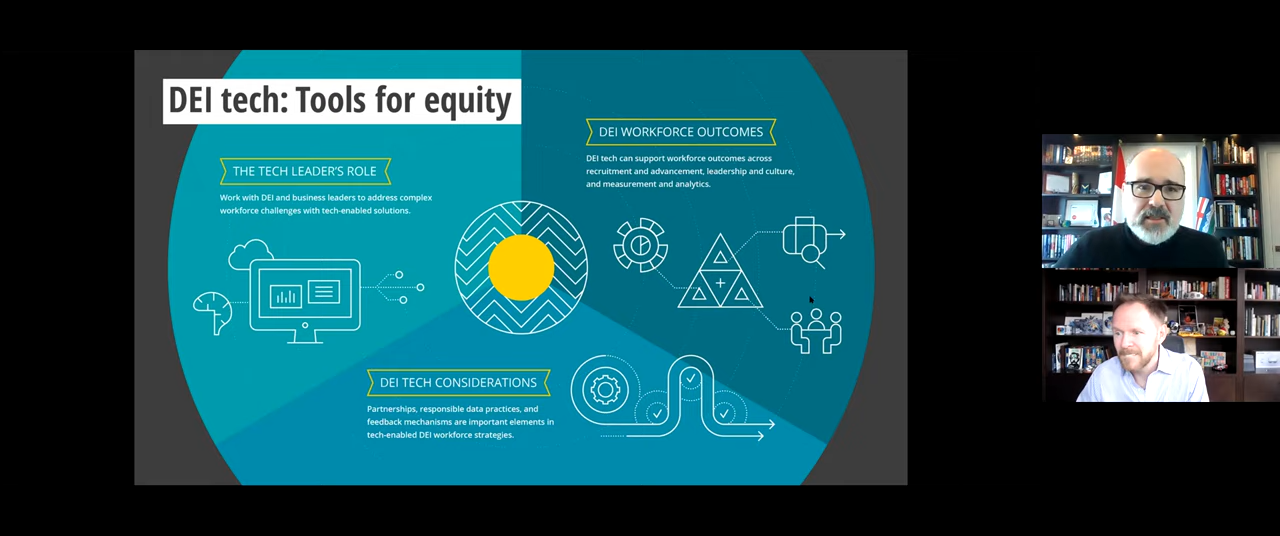 DEI tech: Tools for equity
THE TECH LEADER'S ROLE
Work with DEI and business leaders to address complex
workforce challenges with tech-enabled solutions.
DEI WORKFORCE OUTCOMES
DEI tech can support workforce outcomes across
recruitment and advancement, leadership and culture,
and measurement and analytics.
DEI TECH CONSIDERATIONS
Partnerships, responsible data practices, and
feedback mechanisms are important elements in
tech-enabled DEI workforce strategies.